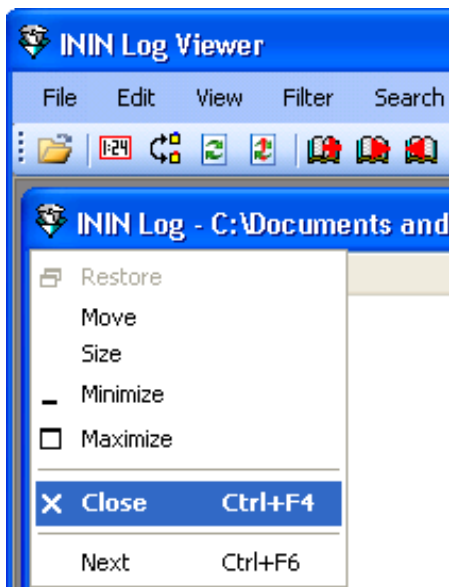 ININ Log Viewer
File Edit View Filter Search
1:24
ININ Log - C:\Documents and
Restore
Move
Size
Minimize
Maximize
Close Ctrl+F4
Next Ctrl+F6